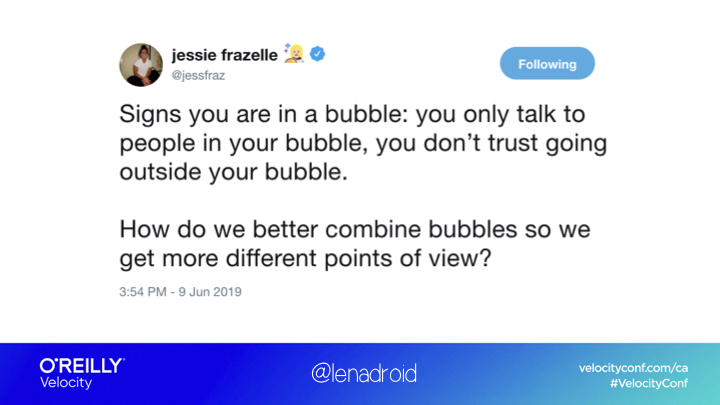 jessie frazelle
@jessfraz
Following
Signs you are in a bubble: you only talk to
people in your bubble, you don’t trust going
outside your bubble.
How do we better combine bubbles so we
get more different points of view?
3:54 PM - 9 Jun 2019
O'REILLY®
Velocity
@lenadroid
velocityconf.com/ca
#VelocityConf